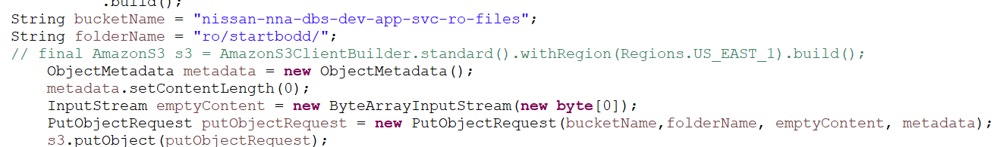 .build();
String bucketName = "nissan-nna-dbs-dev-app-svc-ro-files";
String folderName = "ro/startbodd/";
// final AmazonS3 s3 = AmazonS3ClientBuilder.standard().withRegion(Regions.US_EAST_1).build();
ObjectMetadata metadata = new ObjectMetadata();
metadata.setContentLength(0);
InputStream emptyContent = new ByteArrayInputStream(new byte[0]);
PutObjectRequest putObjectRequest = new PutObjectRequest(bucketName,folderName, emptyContent, metadata);
s3.putObject(putObjectRequest);